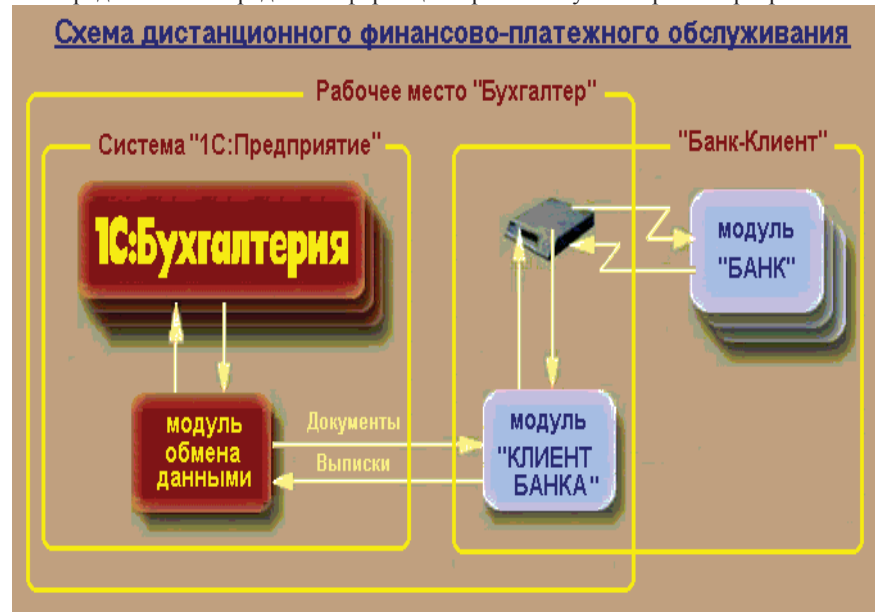 Схема дистанционного финансово-платежного обслуживания
Рабочее место "Бухгалтер"
Система "1С:Предприятие"
"Банк-Клиент"
1С:Бухгалтерия
модуль
"БАНК"
модуль
обмена
данными
Документы
Выписки
модуль
"КЛИЕНТ
БАНКА"